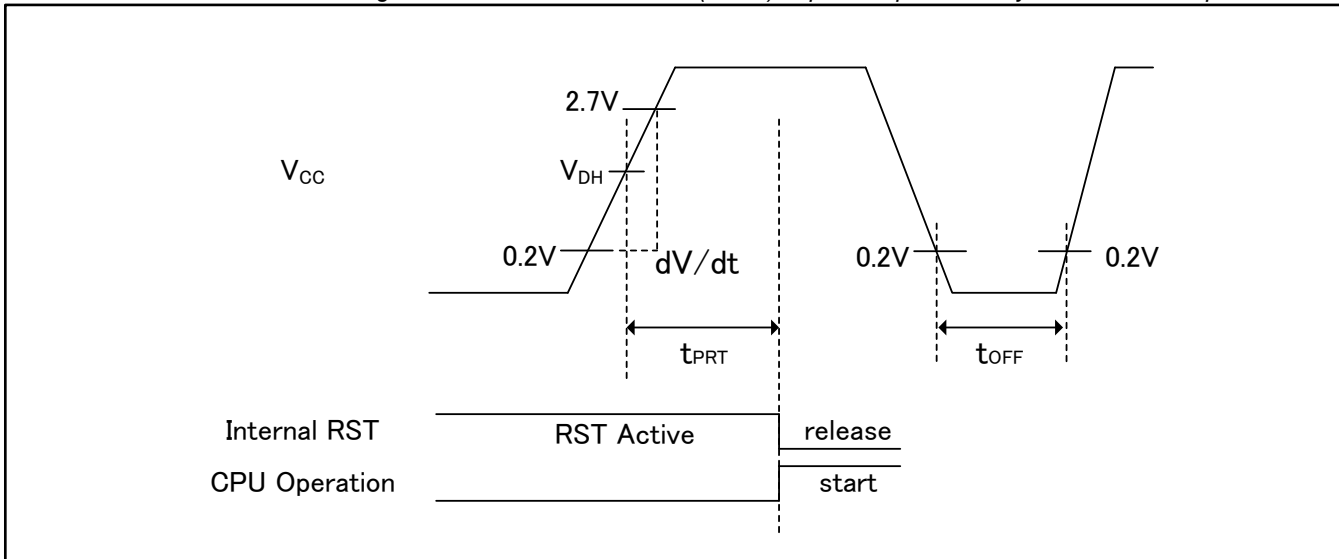 2.7V
VCC
VDH
0.2V
dV/dt
0.2V
0.2V
tPRT
tOFF
Internal RST
RST Active
release
CPU Operation
start